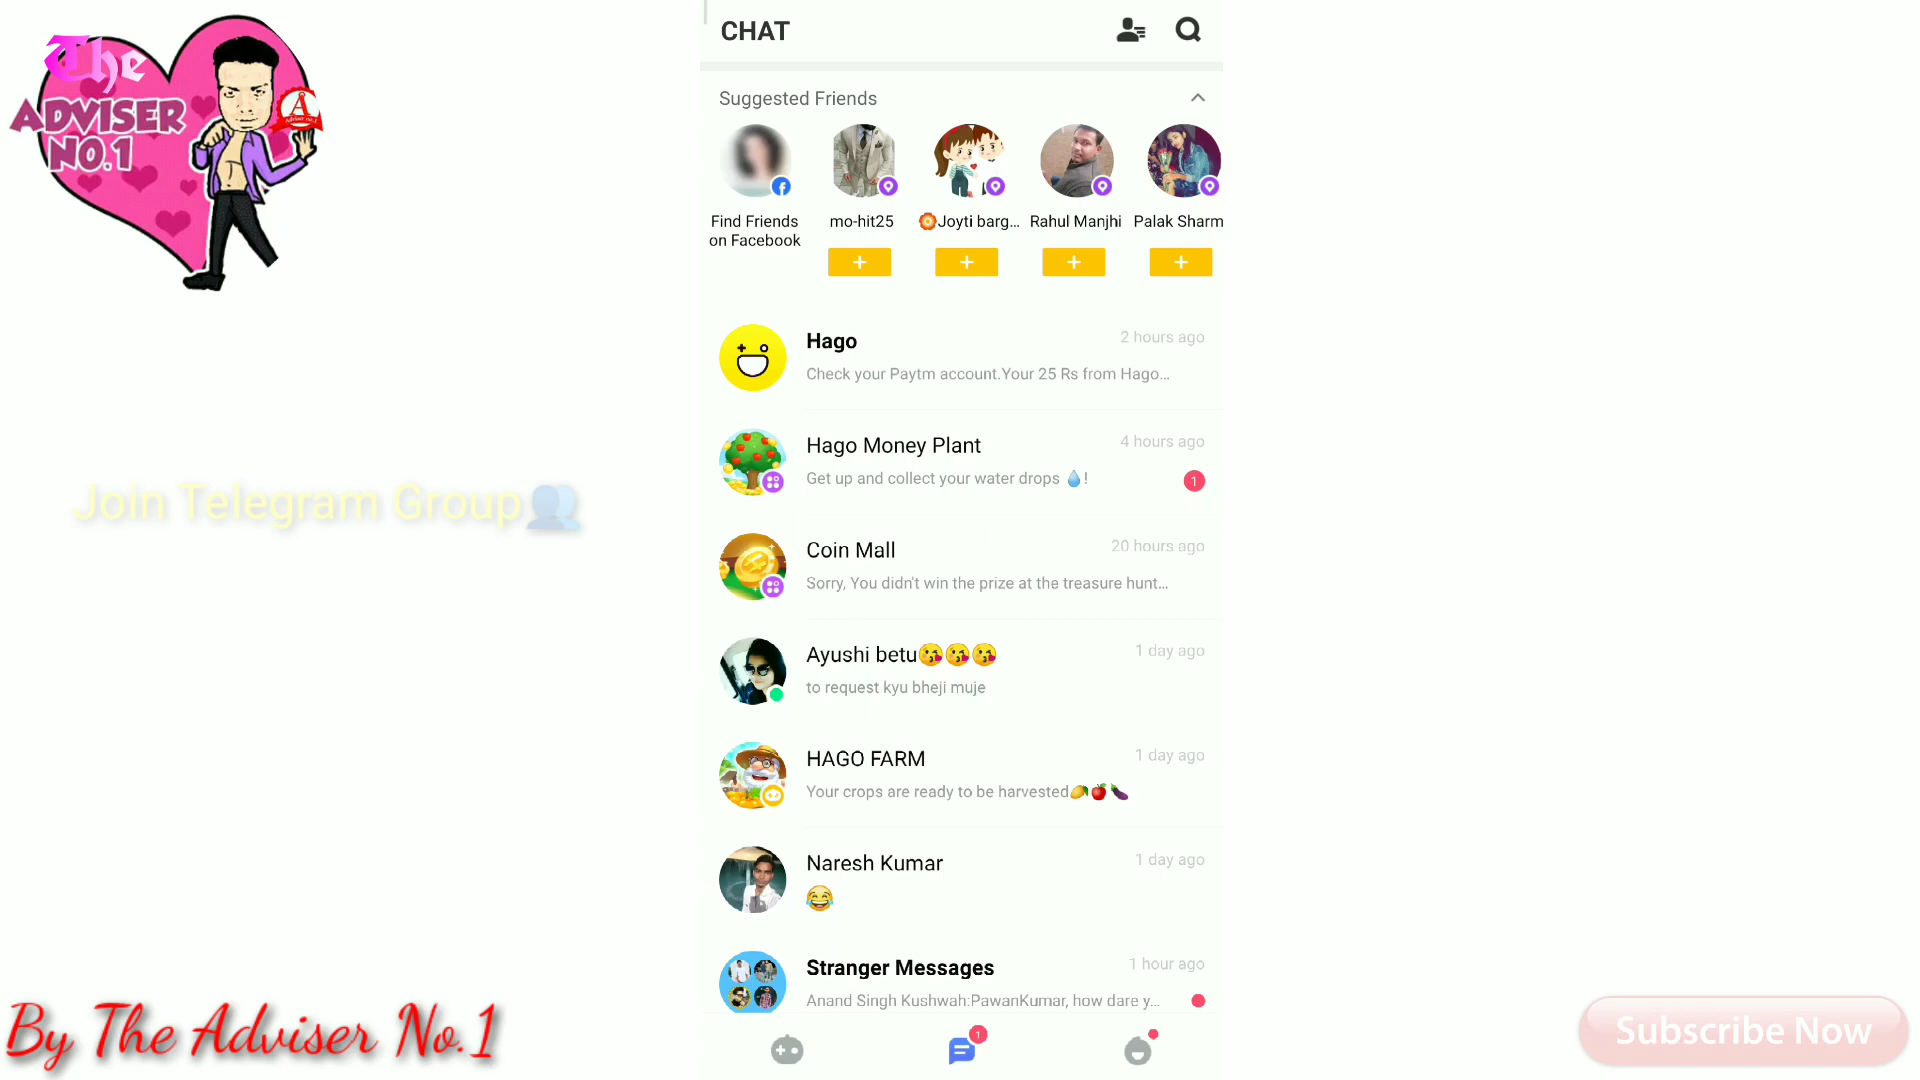 The
ADVISER
NO.1
A
Adviser no.1
Join Telegram Group👥
By The Adviser No.1
CHAT
Suggested Friends
Find Friends
on Facebook
mo-hit25
🏵️Joyti barg...
Rahul Manjhi
Palak Sharm
+
+
+
+
Hago
2 hours ago
Check your Paytm account.Your 25 Rs from Hago...
Hago Money Plant
4 hours ago
Get up and collect your water drops 💧!
1
Coin Mall
20 hours ago
Sorry, You didn't win the prize at the treasure hunt...
Ayushi betu😘😘😘
1 day ago
to request kyu bheji muje
HAGO FARM
1 day ago
Your crops are ready to be harvested🥭🍎🍆
Naresh Kumar
1 day ago
😂
Stranger Messages
1 hour ago
Anand Singh Kushwah:PawanKumar, how dare y...
1
Subscribe Now